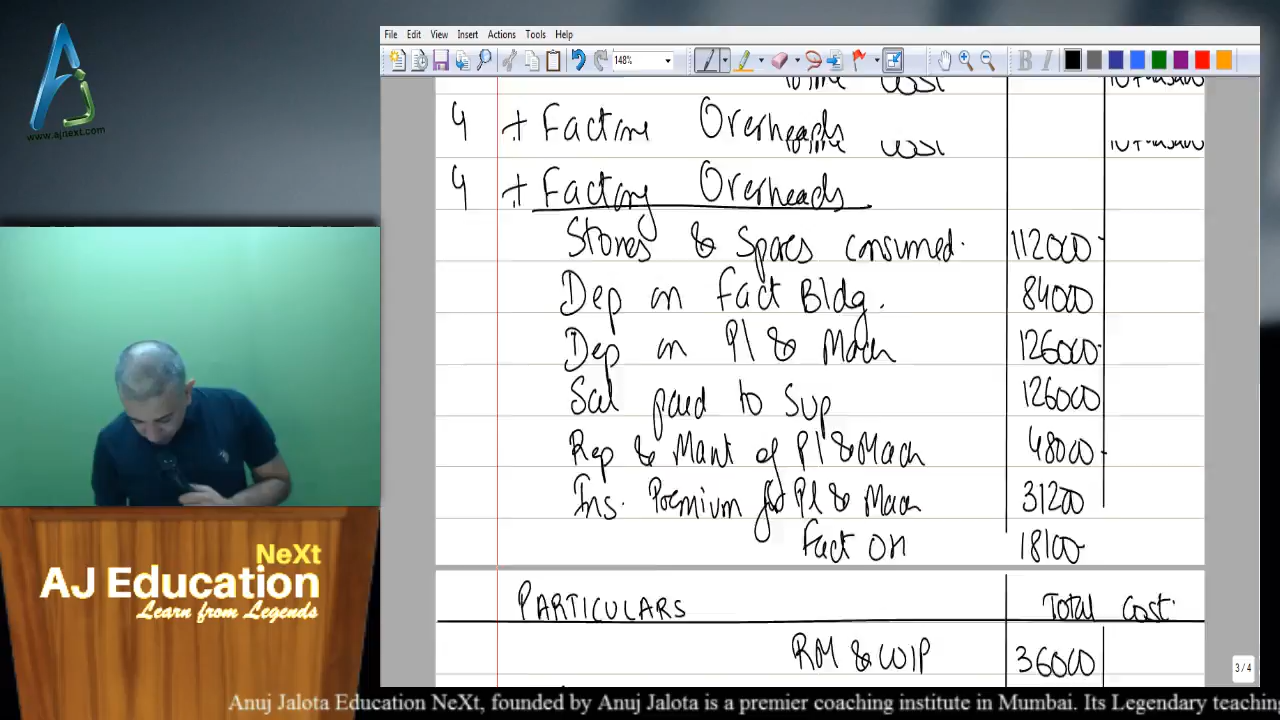 File Edit View Insert Actions Tools Help
148%
B I
www.ajnext.com
4 + Factine Overheads
4 + Factory Overheads
Stores & Spares consumed. 112000
Dep on Fact Bldg. 84000
Dep on Pl & Mach 126000
Sal paid to Sup 126000
Rep & Mant of Pl & Mach 48000
Ins. Premium for Pl & Mach 31200
Fact OH 18100
PARTICULARS Total Cost
RM & WIP 36000
3/4
NeXt
AJ Education
Learn from Legends
Anuj Jalota Education NeXt, founded by Anuj Jalota is a premier coaching institute in Mumbai. Its Legendary teaching